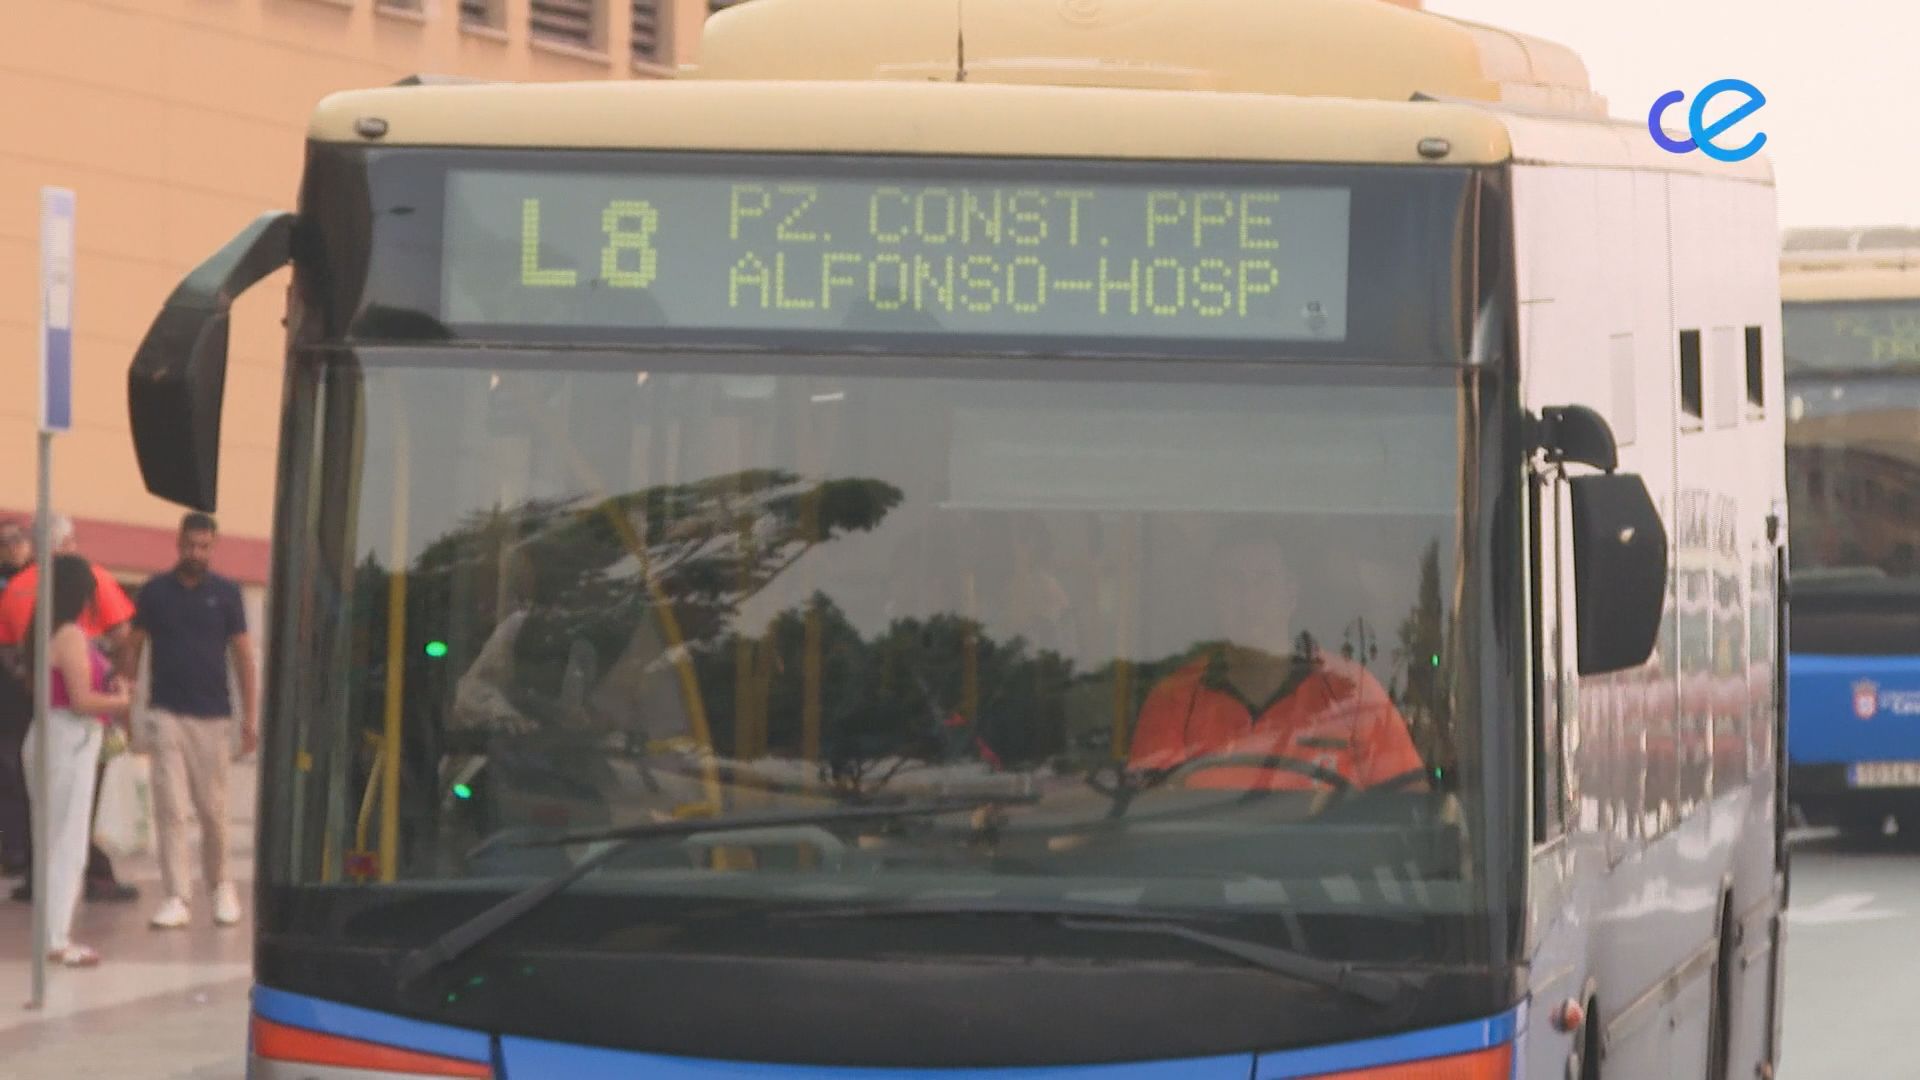 L8
PZ. CONST. PPE
ALFONSO-HOSP
ce